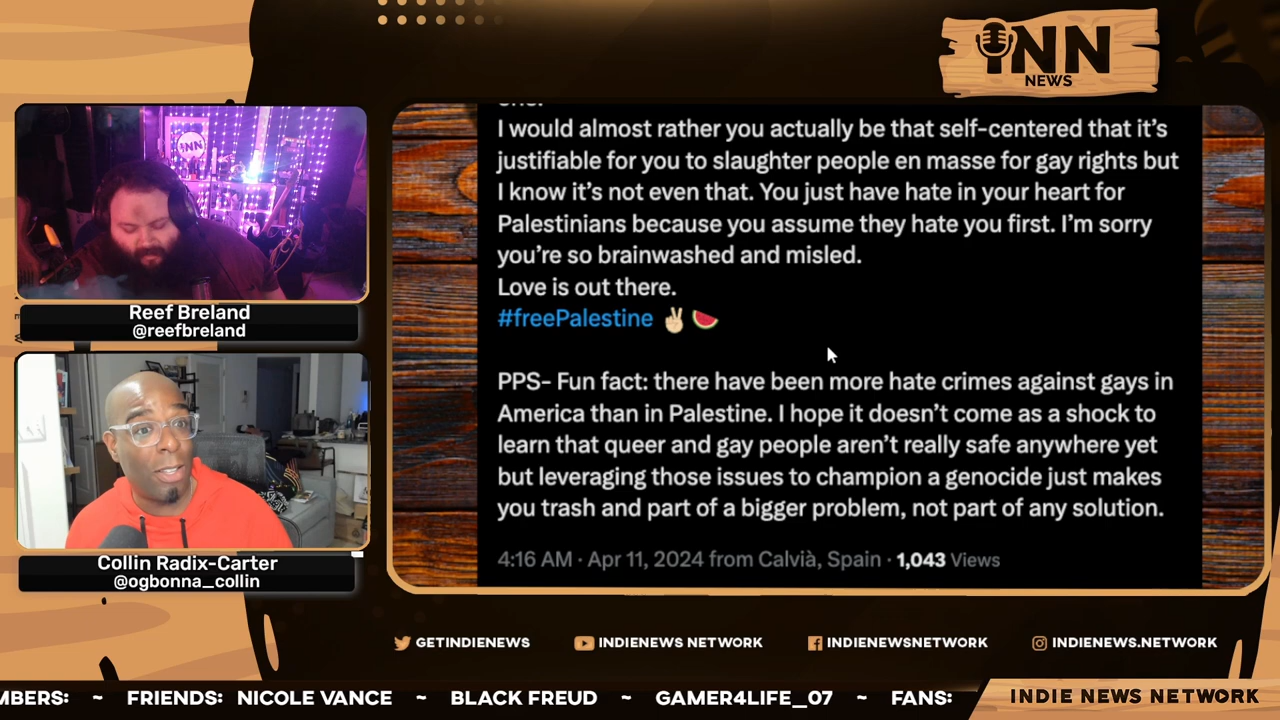 iNN
NEWS
iNN
I would almost rather you actually be that self-centered that it's
justifiable for you to slaughter people en masse for gay rights but
I know it's not even that. You just have hate in your heart for
Palestinians because you assume they hate you first. I'm sorry
you're so brainwashed and misled.
Love is out there.
#freePalestine ✌🏼 🍉
PPS- Fun fact: there have been more hate crimes against gays in
America than in Palestine. I hope it doesn't come as a shock to
learn that queer and gay people aren't really safe anywhere yet
but leveraging those issues to champion a genocide just makes
you trash and part of a bigger problem, not part of any solution.
4:16 AM · Apr 11, 2024 from Calvià, Spain · 1,043 Views
Reef Breland
@reefbreland
Collin Radix-Carter
@ogbonna_collin
GETINDIENEWS
INDIENEWS NETWORK
INDIENEWSNETWORK
INDIENEWS.NETWORK
MBERS: ~ FRIENDS: NICOLE VANCE ~ BLACK FREUD ~ GAMER4LIFE_07 ~ FANS:
INDIE NEWS NETWORK